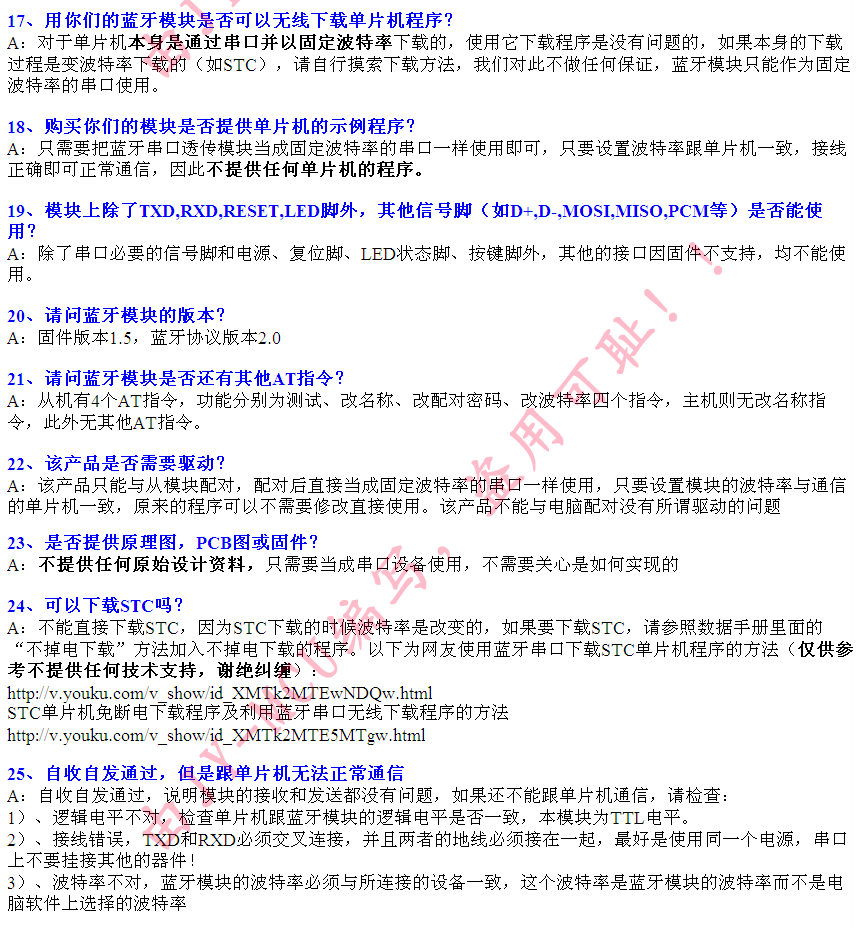 17、用你们的蓝牙模块是否可以无线下载单片机程序？
A：对于单片机本身是通过串口并以固定波特率下载的，使用它下载程序是没有问题的，如果本身的下载
过程是变波特率下载的（如STC），请自行摸索下载方法，我们对此不做任何保证，蓝牙模块只能作为固定
波特率的串口使用。
18、购买你们的模块是否提供单片机的示例程序？
A：只需要把蓝牙串口透传模块当成固定波特率的串口一样使用即可，只要设置波特率跟单片机一致，接线
正确即可正常通信，因此不提供任何单片机的程序。
19、模块上除了TXD,RXD,RESET,LED脚外，其他信号脚（如D+,D-,MOSI,MISO,PCM等）是否能使
用？
A：除了串口必要的信号脚和电源、复位脚、LED状态脚、按键脚外，其他的接口因固件不支持，均不能使
用。
20、请问蓝牙模块的版本？
A：固件版本1.5，蓝牙协议版本2.0
21、请问蓝牙模块是否还有其他AT指令？
A：从机有4个AT指令，功能分别为测试、改名称、改配对密码、改波特率四个指令，主机则无改名称指
令，此外无其他AT指令。
22、该产品是否需要驱动？
A：该产品只能与从模块配对，配对后直接当成固定波特率的串口一样使用，只要设置模块的波特率与通信
的单片机一致，原来的程序可以不需要修改直接使用。该产品不能与电脑配对没有所谓驱动的问题
23、是否提供原理图，PCB图或固件？
A：不提供任何原始设计资料，只需要当成串口设备使用，不需要关心是如何实现的
24、可以下载STC吗？
A：不能直接下载STC，因为STC下载的时候波特率是改变的，如果要下载STC，请参照数据手册里面的
“不掉电下载”方法加入不掉电下载的程序。以下为网友使用蓝牙串口下载STC单片机程序的方法（仅供参
考不提供任何技术支持，谢绝纠缠）：
http://v.youku.com/v_show/id_XMTk2MTEwNDQw.html
STC单片机免断电下载程序及利用蓝牙串口无线下载程序的方法
http://v.youku.com/v_show/id_XMTk2MTE5MTgw.html
25、自收自发通过，但是跟单片机无法正常通信
A：自收自发通过，说明模块的接收和发送都没有问题，如果还不能跟单片机通信，请检查：
1）、逻辑电平不对，检查单片机跟蓝牙模块的逻辑电平是否一致，本模块为TTL电平。
2）、接线错误，TXD和RXD必须交叉连接，并且两者的地线必须接在一起，最好是使用同一个电源，串口
上不要挂接其他的器件！
3）、波特率不对，蓝牙模块的波特率必须与所连接的设备一致，这个波特率是蓝牙模块的波特率而不是电
脑软件上选择的波特率
由JY-MCU编写，盗用可耻！！
由JY